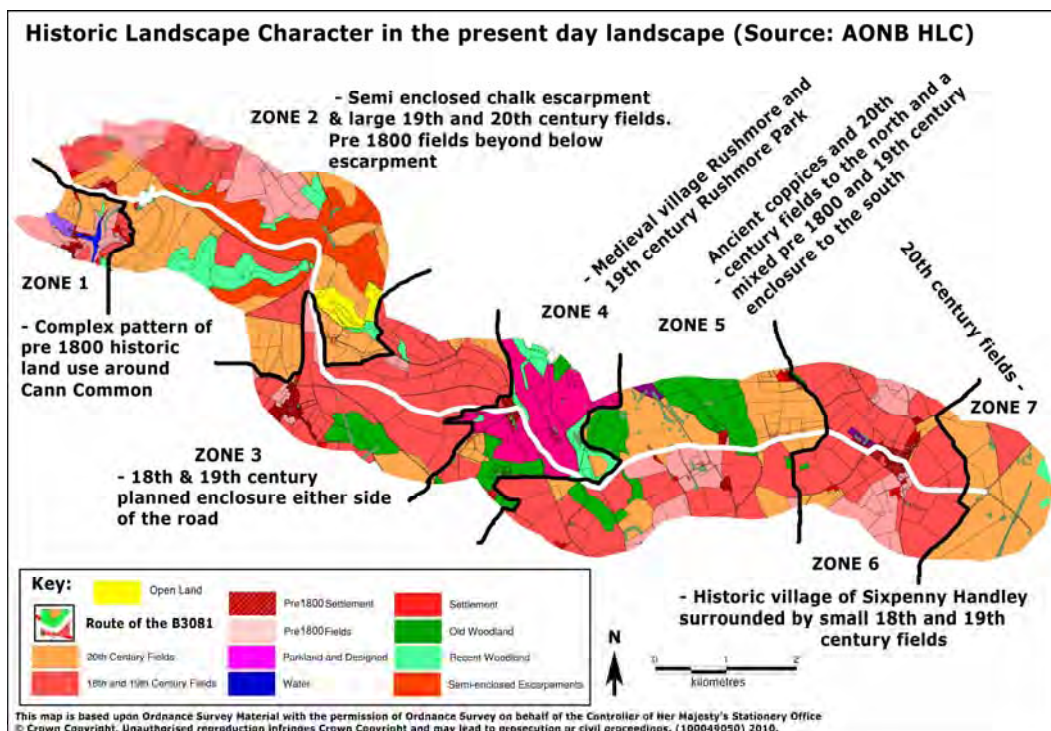 Historic Landscape Character in the present day landscape (Source: AONB HLC)
ZONE 2
- Semi enclosed chalk escarpment
& large 19th and 20th century fields.
Pre 1800 fields beyond below
escarpment
ZONE 1
- Complex pattern of
pre 1800 historic
land use around
Cann Common
ZONE 3
- 18th & 19th century
planned enclosure either side
of the road
ZONE 4
- Medieval village Rushmore and
19th century Rushmore Park
ZONE 5
Ancient coppices and 20th
- century fields to the north and a
mixed pre 1800 and 19th century
enclosure to the south
20th century fields -
ZONE 7
ZONE 6
- Historic village of Sixpenny Handley
surrounded by small 18th and 19th
century fields
Key:
Open Land
Route of the B3081
20th Century Fields
18th and 19th Century Fields
Pre1800 Settlement
Pre1800 Fields
Parkland and Designed
Water
Settlement
Old Woodland
Recent Woodland
Semi-enclosed Escarpments
N
0 1 2
kilometres
This map is based upon Ordnance Survey Material with the permission of Ordnance Survey on behalf of the Controller of Her Majesty's Stationery Office
© Crown Copyright. Unauthorised reproduction infringes Crown Copyright and may lead to prosecution or civil proceedings. (100049050) 2010.